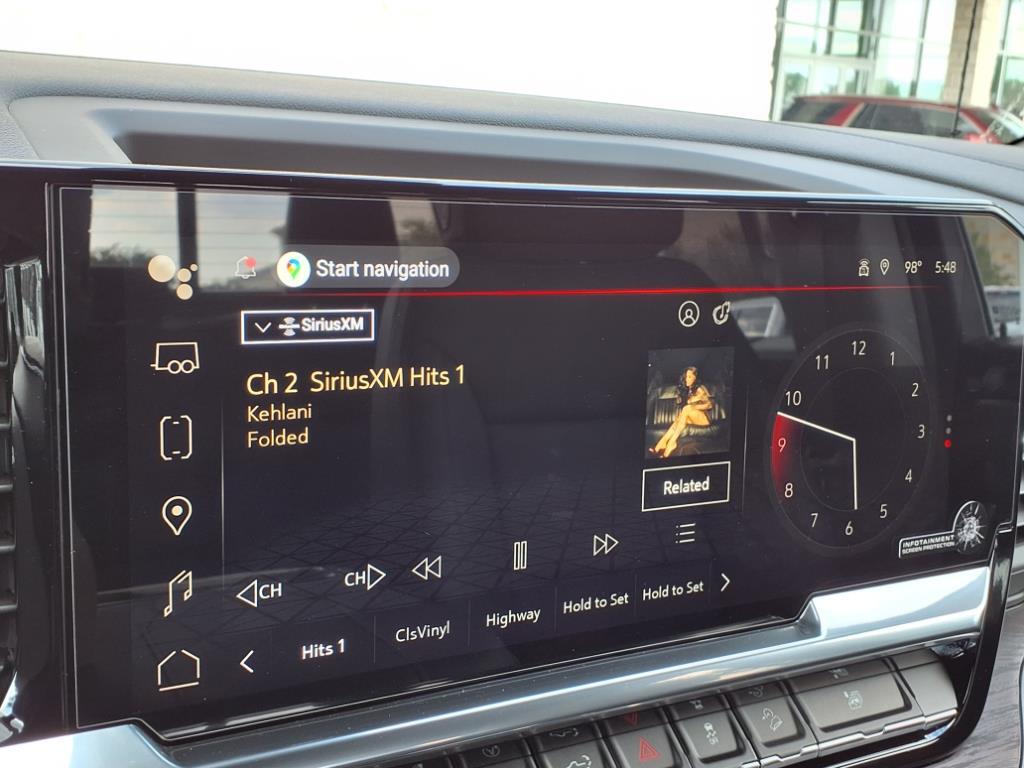 Start navigation
98° 5:48
SiriusXM
Ch 2 SiriusXM Hits 1
Kehlani
Folded
Related
12
1
2
3
4
5
6
7
8
9
10
11
INFOTAINMENT
SCREEN PROTECTION
CH CH
Hits 1 ClsVinyl Highway Hold to Set Hold to Set